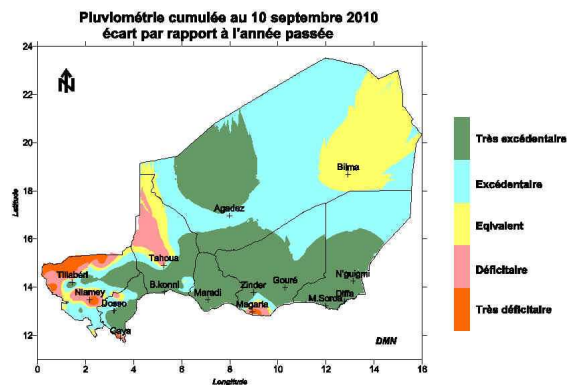 Pluviométrie cumulée au 10 septembre 2010
écart par rapport à l'année passée
N
24
22
20
18
16
14
12
Latitude
Bilma
Agadez
Tahoua
Tillabéri
Niamey
Dosso
Gaya
B.konni
Maradi
Zinder
Magaria
Gouré
N'guigmi
Diffa
M.Soroa
DMN
0 2 4 6 8 10 12 14 16
Longitude
Très excédentaire
Excédentaire
Eqivalent
Déficitaire
Très déficitaire